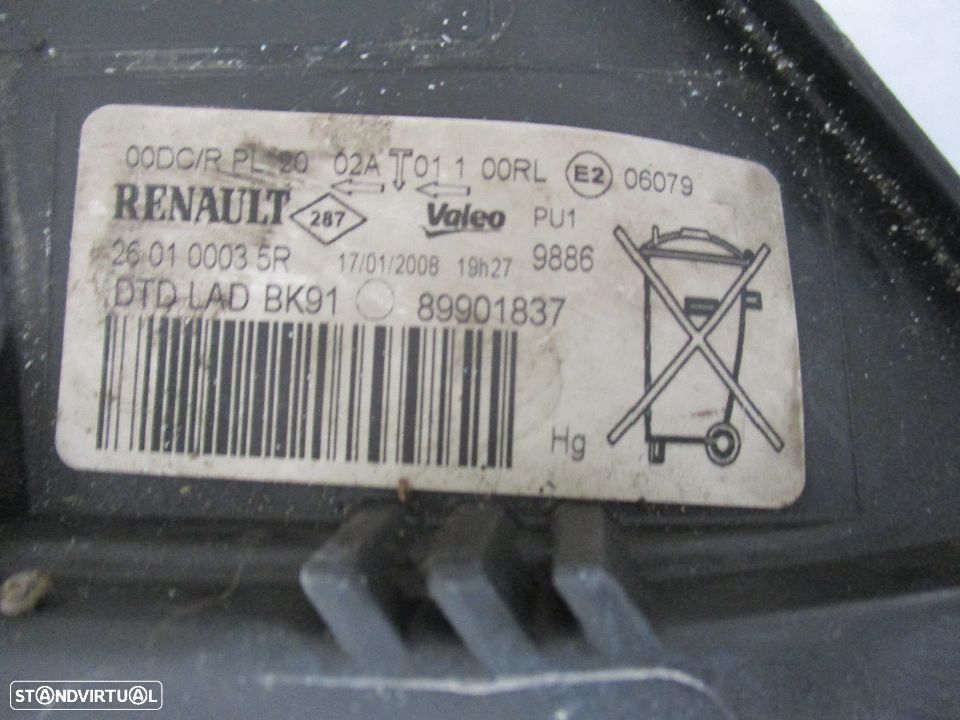 00DC/R PL 20 02A 01 1 00RL E2 06079
RENAULT 287 Valeo PU1
26 01 0003 5R 17/01/2008 19h27 9886
DTD LAD BK91 89901837
Hg
STANDVIRTUAL